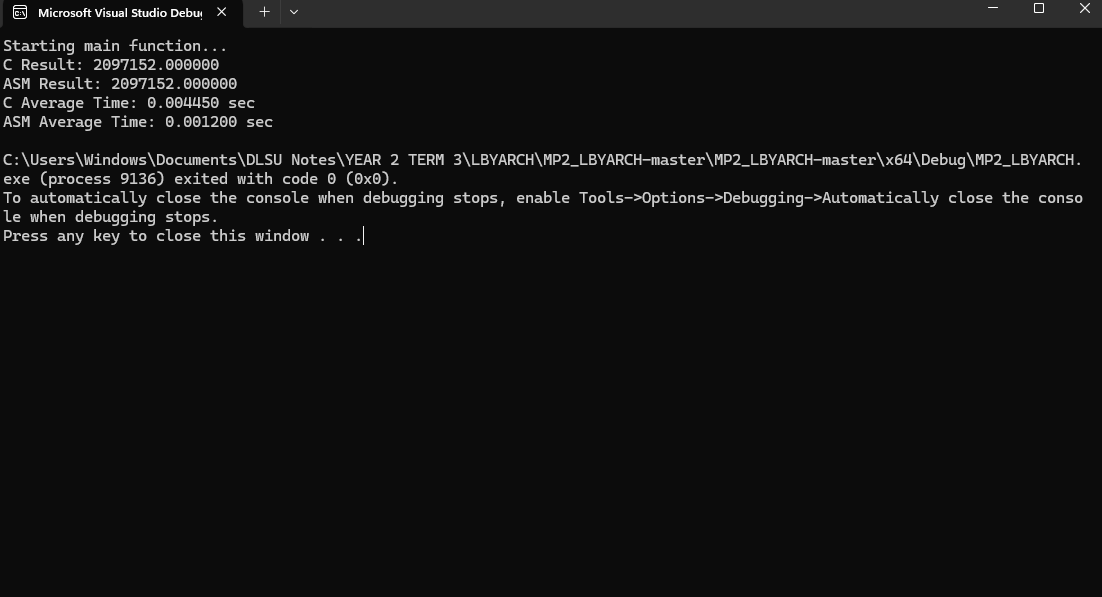 Microsoft Visual Studio Debu
Starting main function...
C Result: 2097152.000000
ASM Result: 2097152.000000
C Average Time: 0.004450 sec
ASM Average Time: 0.001200 sec
C:\Users\Windows\Documents\DLSU Notes\YEAR 2 TERM 3\LBYARCH\MP2_LBYARCH-master\MP2_LBYARCH-master\x64\Debug\MP2_LBYARCH.
exe (process 9136) exited with code 0 (0x0).
To automatically close the console when debugging stops, enable Tools->Options->Debugging->Automatically close the conso
le when debugging stops.
Press any key to close this window . . .